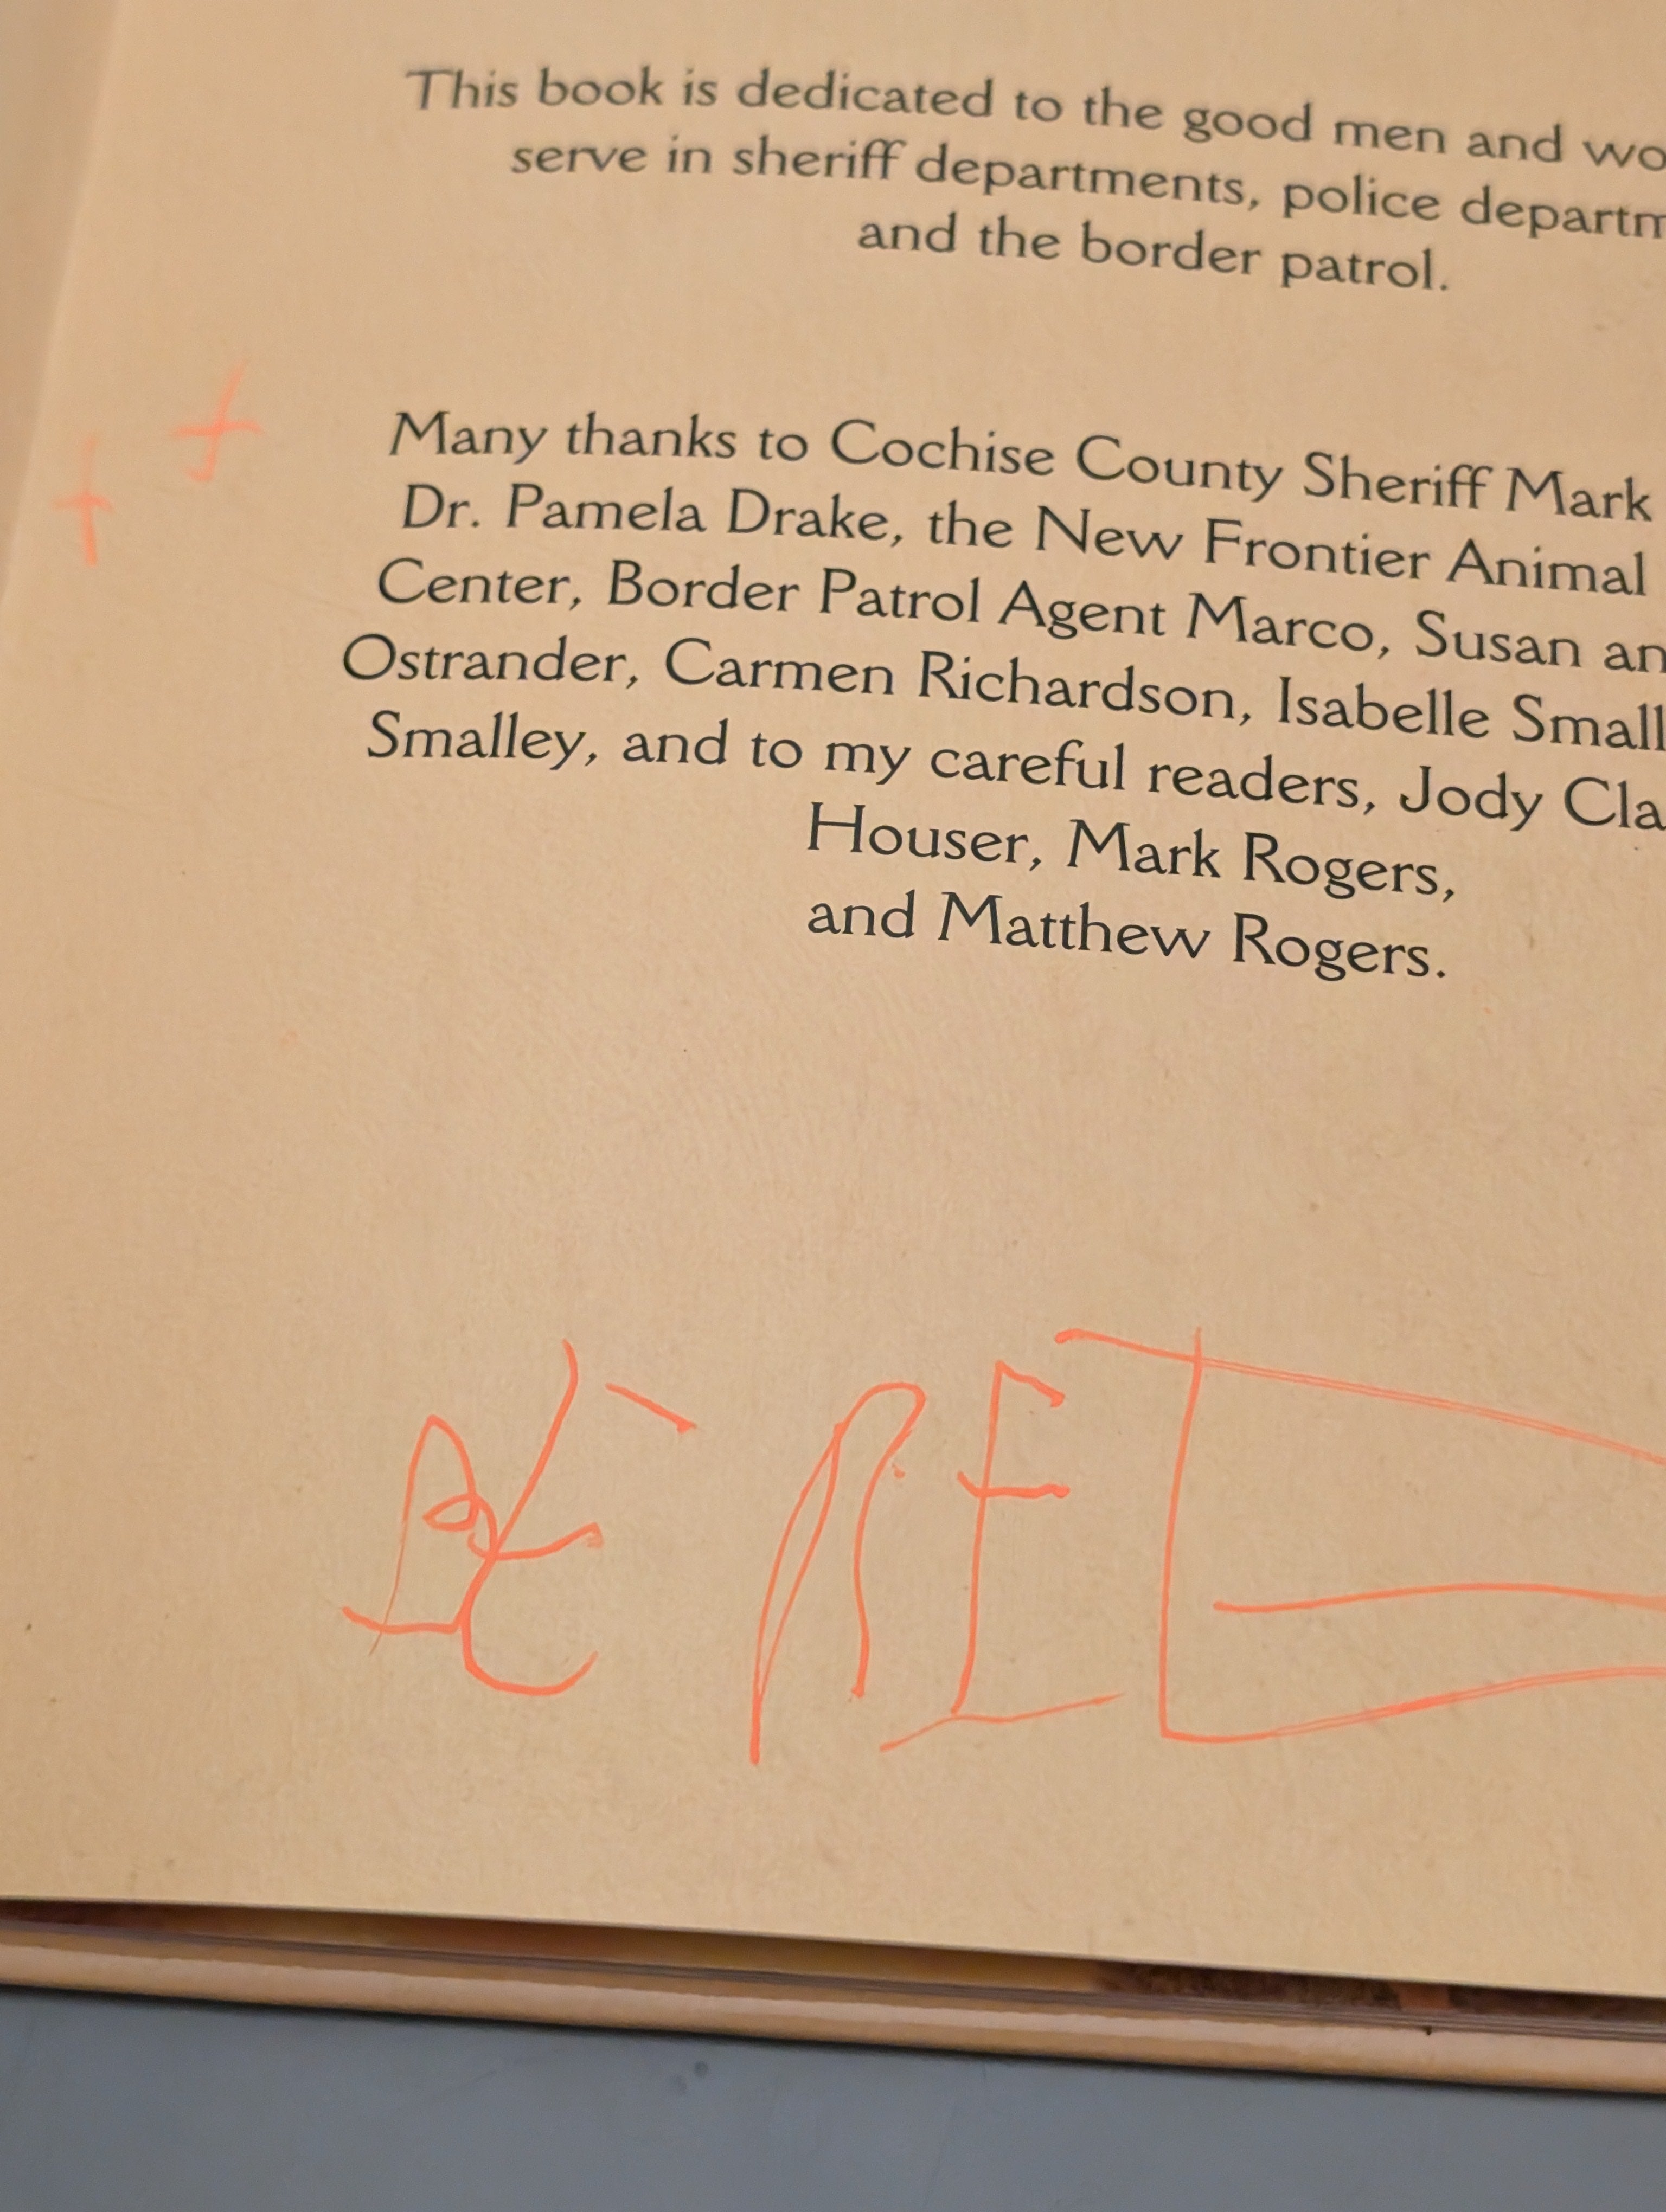 This book is dedicated to the good men and wo
serve in sheriff departments, police departm
and the border patrol.
Many thanks to Cochise County Sheriff Mark
Dr. Pamela Drake, the New Frontier Animal
Center, Border Patrol Agent Marco, Susan an
Ostrander, Carmen Richardson, Isabelle Small
Smalley, and to my careful readers, Jody Cla
Houser, Mark Rogers,
and Matthew Rogers.